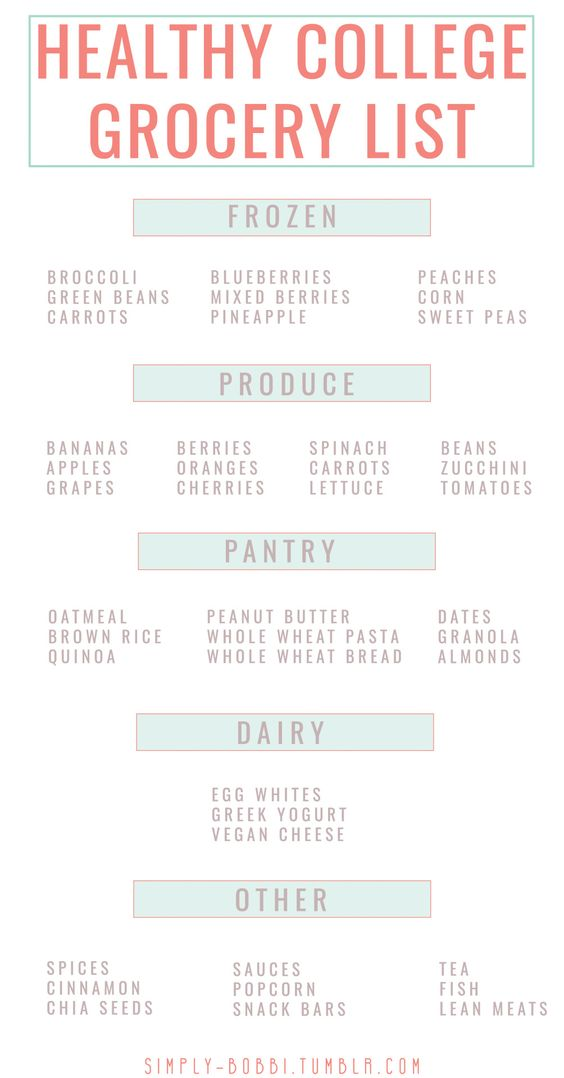 HEALTHY COLLEGE
GROCERY LIST
FROZEN
BROCCOLI
GREEN BEANS
CARROTS
BLUEBERRIES
MIXED BERRIES
PINEAPPLE
PEACHES
CORN
SWEET PEAS
PRODUCE
BANANAS
APPLES
GRAPES
BERRIES
ORANGES
CHERRIES
SPINACH
CARROTS
LETTUCE
BEANS
ZUCCHINI
TOMATOES
PANTRY
OATMEAL
BROWN RICE
QUINOA
PEANUT BUTTER
WHOLE WHEAT PASTA
WHOLE WHEAT BREAD
DATES
GRANOLA
ALMONDS
DAIRY
EGG WHITES
GREEK YOGURT
VEGAN CHEESE
OTHER
SPICES
CINNAMON
CHIA SEEDS
SAUCES
POPCORN
SNACK BARS
TEA
FISH
LEAN MEATS
SIMPLY-BOBBI.TUMBLR.COM